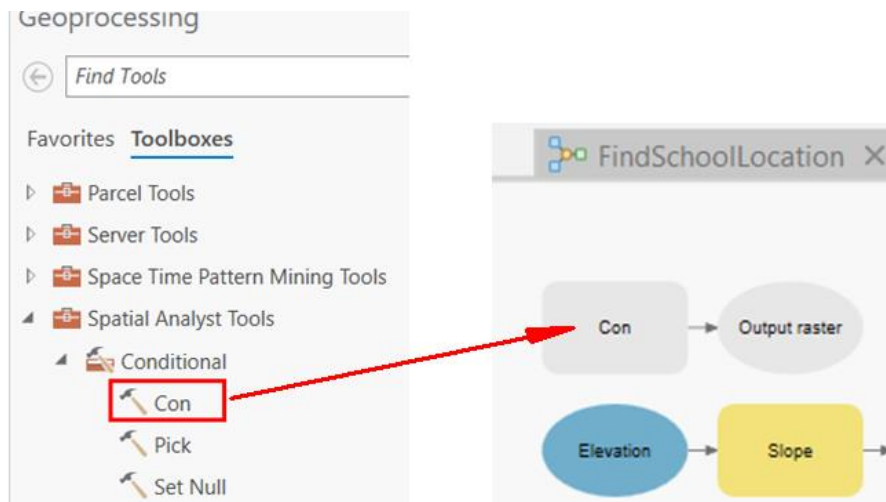 Geoprocessing
Find Tools
Favorites Toolboxes
Parcel Tools
Server Tools
Space Time Pattern Mining Tools
Spatial Analyst Tools
Conditional
Con
Pick
Set Null
FindSchoolLocation
Con
Output raster
Elevation
Slope